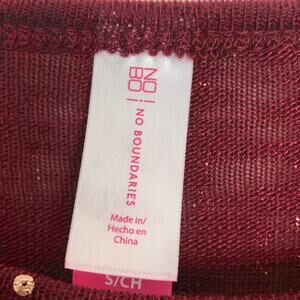 NO
BO
NO BOUNDARIES
Made in/
Hecho en
China
S/CH